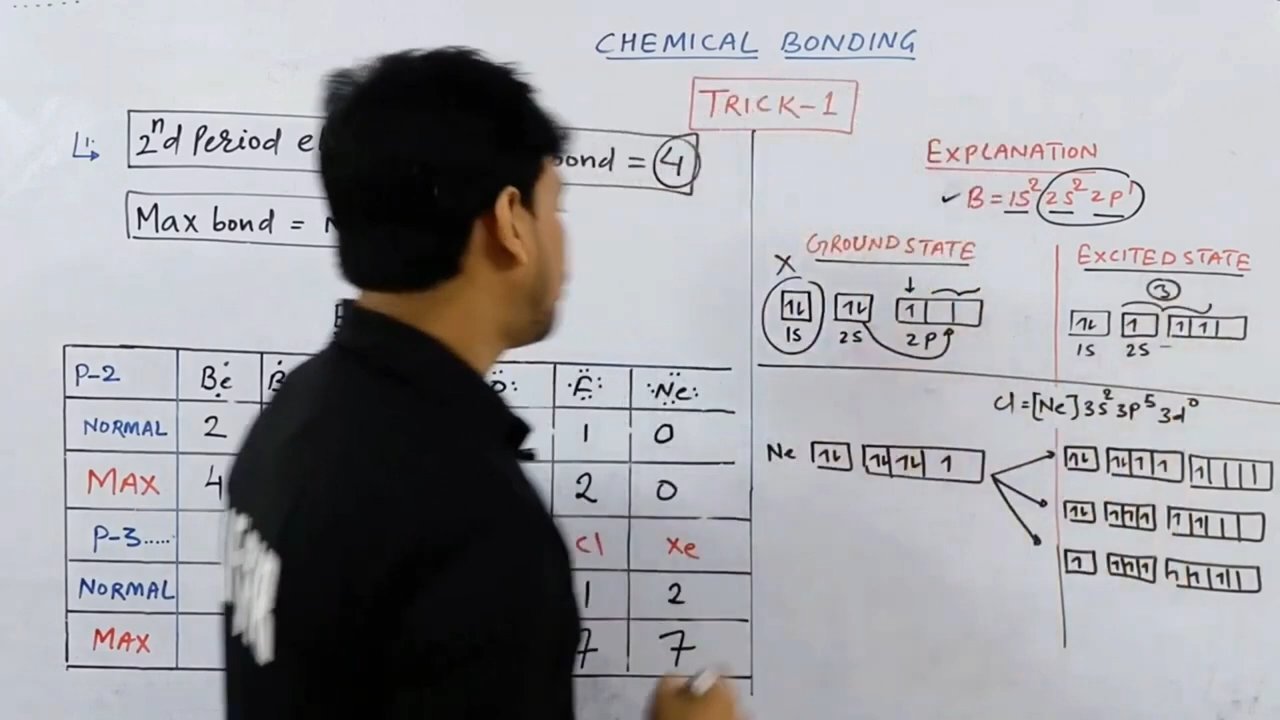 CHEMICAL BONDING
TRICK-1
2nd Period e bond = 4
Max bond =
P-2 Be B O: F Ne
NORMAL 2 1 0
MAX 4 2 0
P-3..... Cl Xe
NORMAL 1 2
MAX 7 7
EXPLANATION
✓ B = 1S² 2S² 2P¹
GROUND STATE
X
1S 2S 2P
EXCITED STATE
3
1S 2S
Cl = [Ne] 3S² 3P⁵ 3d⁰
Ne